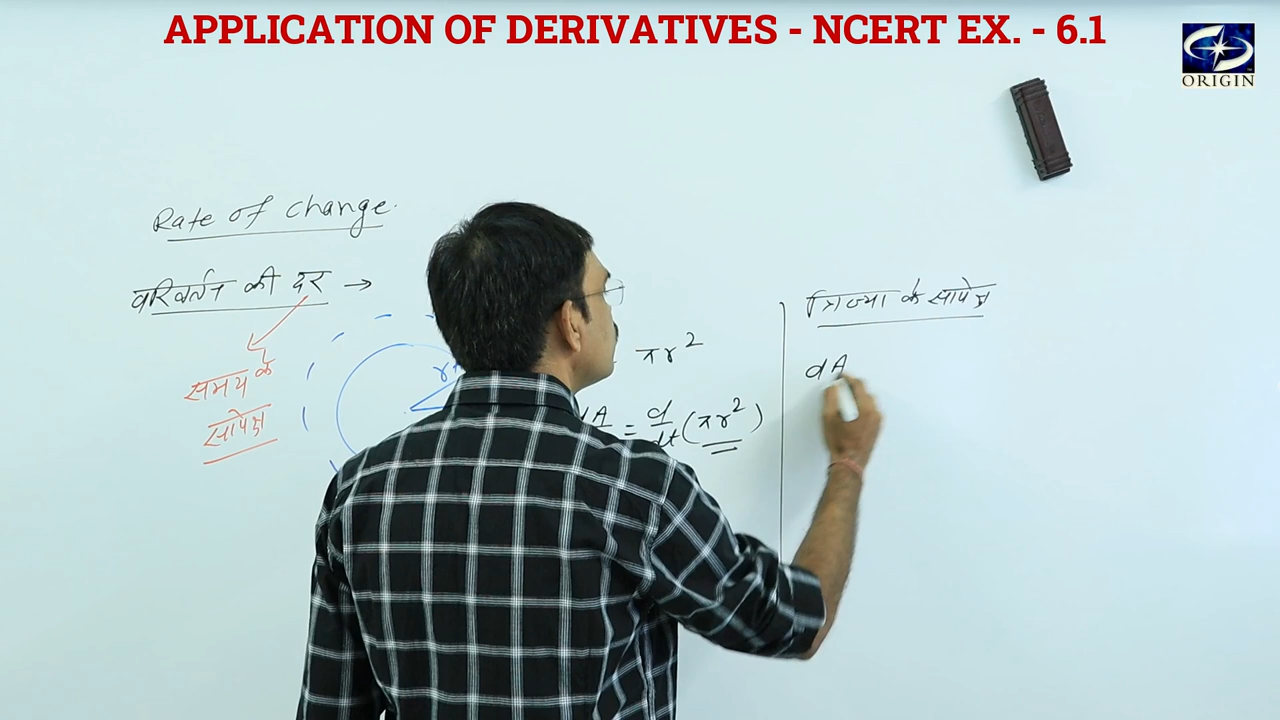 APPLICATION OF DERIVATIVES - NCERT EX. - 6.1
ORIGIN
Rate of change.
परिवर्तन की दर →
समय के
सापेक्ष
r+
πr²
dA = d/dt (πr²)
त्रिज्या के सापेक्ष
dA